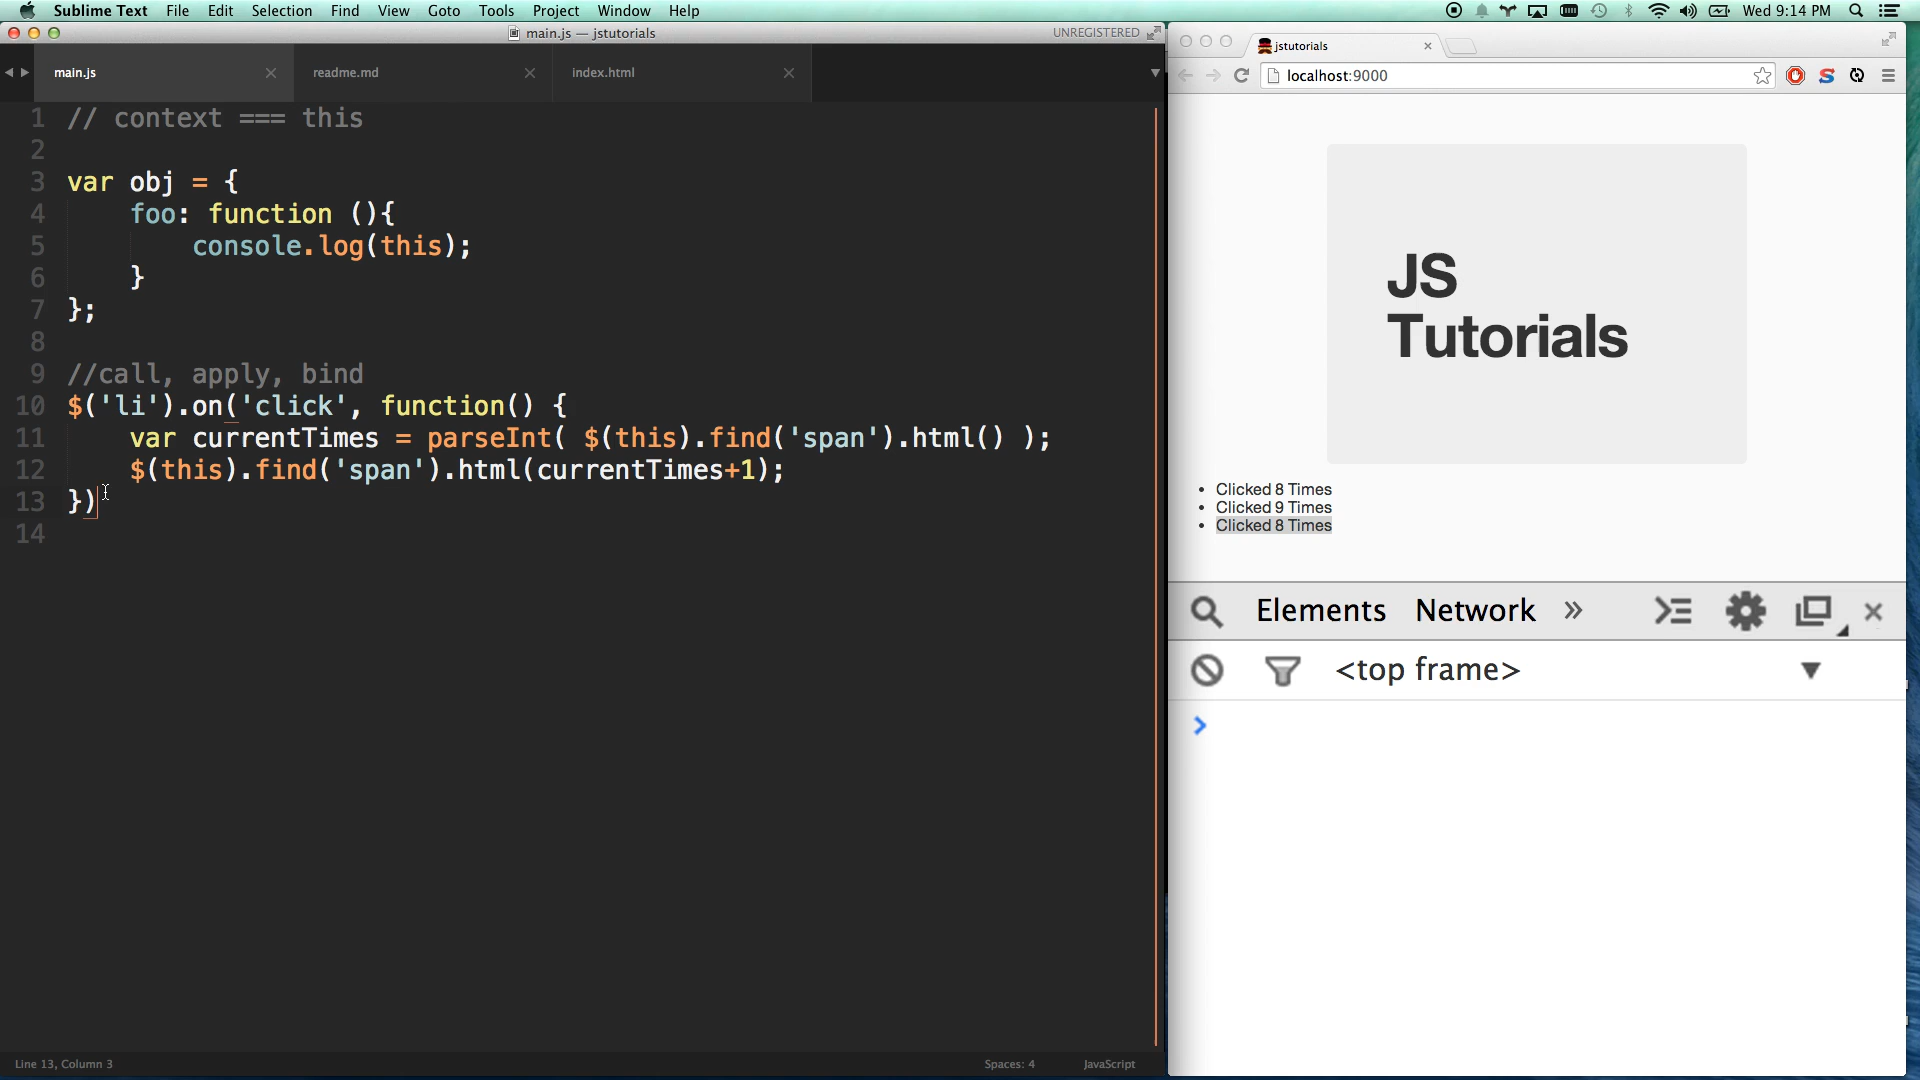 Sublime Text File Edit Selection Find View Goto Tools Project Window Help
Wed 9:14 PM
main.js — jstutorials
UNREGISTERED
main.js
readme.md
index.html
1 // context === this
2
3 var obj = {
4 foo: function (){
5 console.log(this);
6 }
7 };
8
9 //call, apply, bind
10 $('li').on('click', function() {
11 var currentTimes = parseInt( $(this).find('span').html() );
12 $(this).find('span').html(currentTimes+1);
13 })
14
Line 13, Column 3
Spaces: 4
JavaScript
jstutorials
localhost:9000
JS
Tutorials
• Clicked 8 Times
• Clicked 9 Times
• Clicked 8 Times
Elements Network »
<top frame>